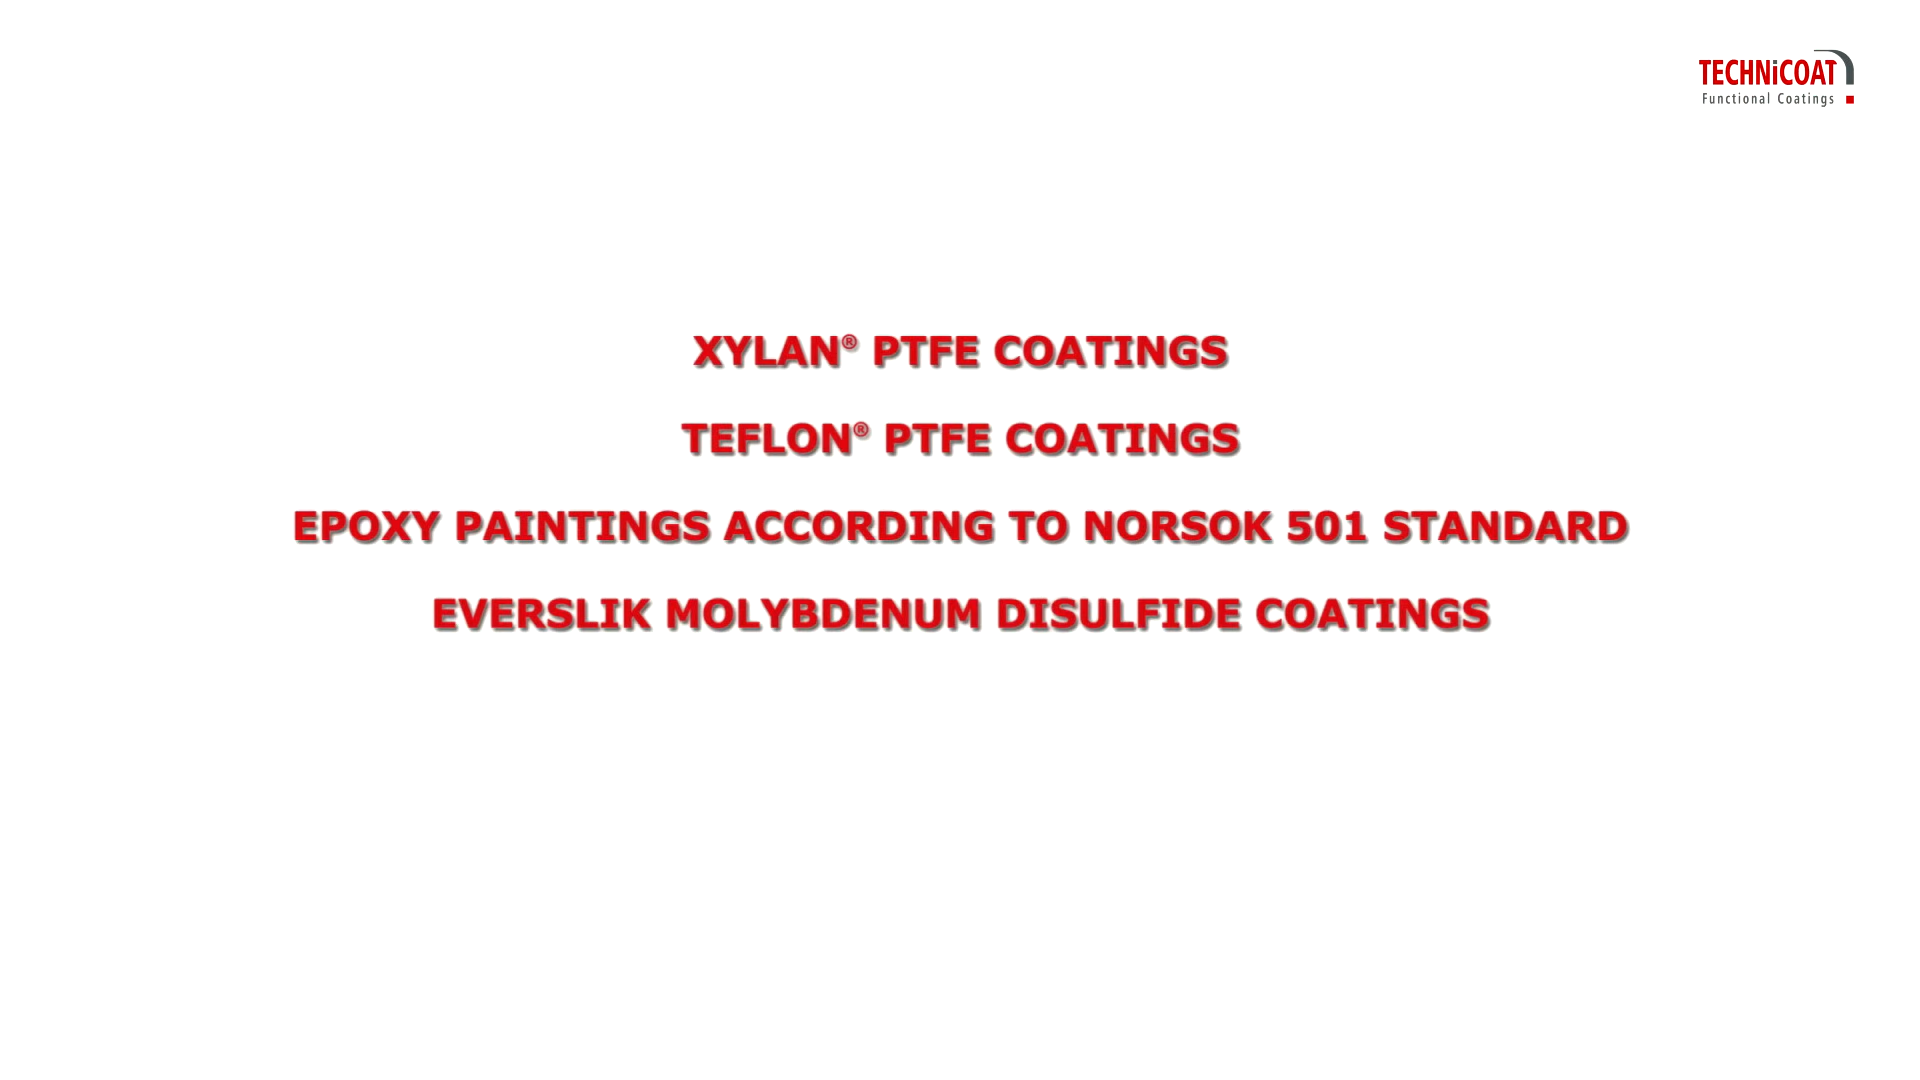 TECHNiCOAT
Functional Coatings
XYLAN® PTFE COATINGS
TEFLON® PTFE COATINGS
EPOXY PAINTINGS ACCORDING TO NORSOK 501 STANDARD
EVERSLIK MOLYBDENUM DISULFIDE COATINGS